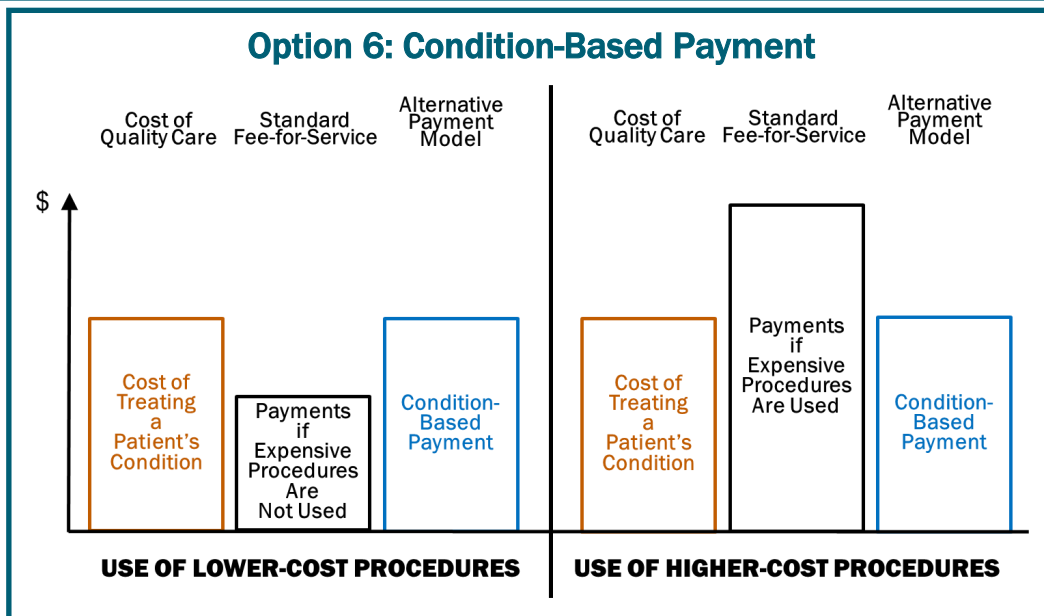 Option 6: Condition-Based Payment
Cost of
Quality Care
Standard
Fee-for-Service
Alternative
Payment
Model
Cost of
Quality Care
Standard
Fee-for-Service
Alternative
Payment
Model
$
Cost of
Treating
a
Patient's
Condition
Payments
if
Expensive
Procedures
Are
Not Used
Condition-
Based
Payment
Cost of
Treating
a
Patient's
Condition
Payments
if
Expensive
Procedures
Are Used
Condition-
Based
Payment
USE OF LOWER-COST PROCEDURES
USE OF HIGHER-COST PROCEDURES